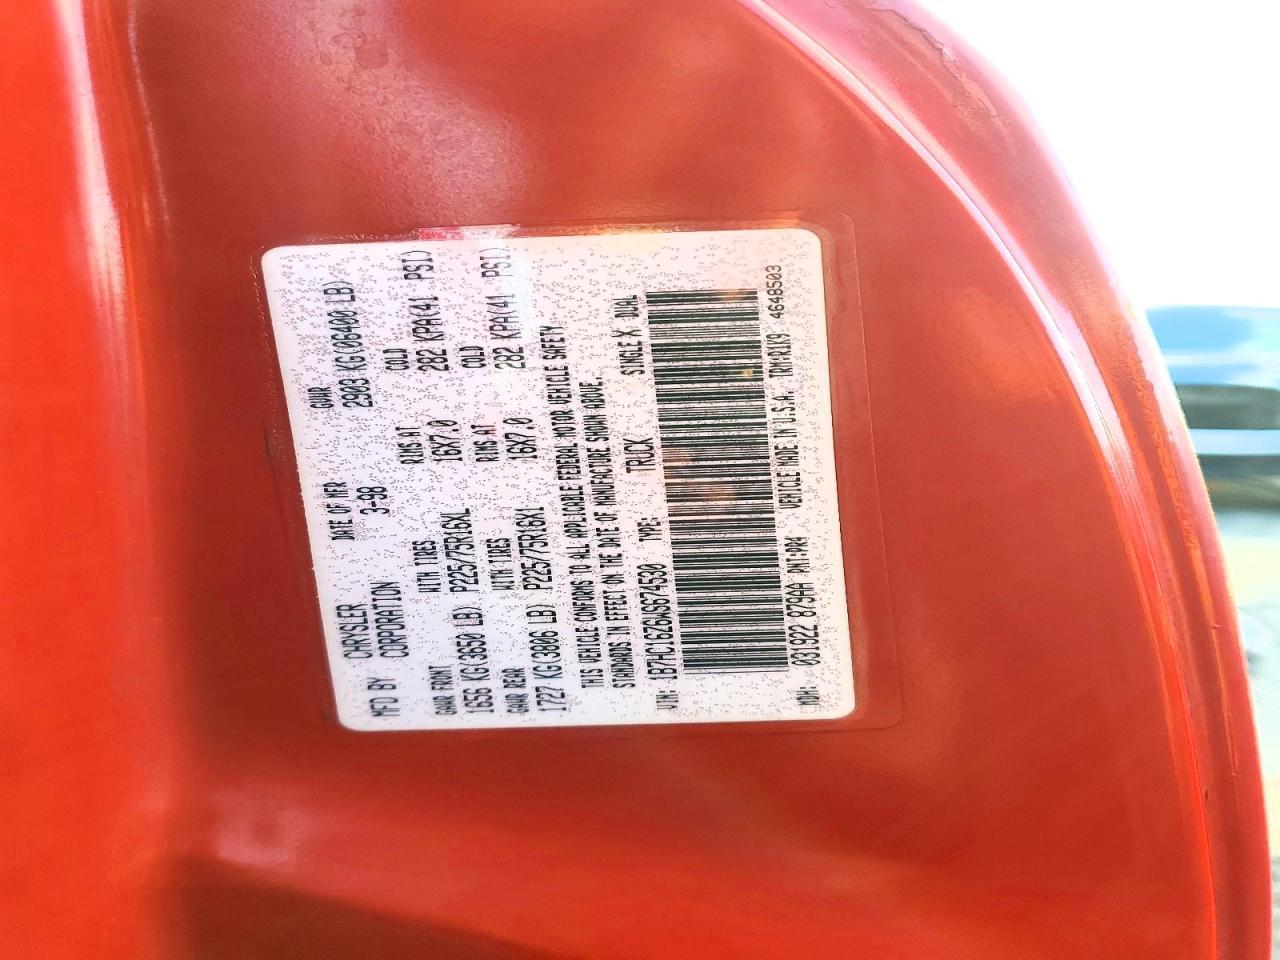 MFD BY CHRYSLER CORPORATION DATE OF MFR 3-98 GVWR 2903 KG(06400 LB)
GAWR FRONT WITH TIRES RIMS AT COLD
1656 KG(3650 LB) P225/75R16XL 16X7.0 282 KPA(41 PSI)
GAWR REAR WITH TIRES RIMS AT COLD
1727 KG(3806 LB) P225/75R16X1 16X7.0 282 KPA(41 PSI)
THIS VEHICLE CONFORMS TO ALL APPLICABLE FEDERAL MOTOR VEHICLE SAFETY
STANDARDS IN EFFECT ON THE DATE OF MANUFACTURE SHOWN ABOVE.
VIN: 1B7HC16Z6JS674530 TYPE: TRUCK SINGLE X DUAL
MDH: 031922 879AA PNT:PR4 VEHICLE MADE IN U.S.A. TRM:R1K9 4648503